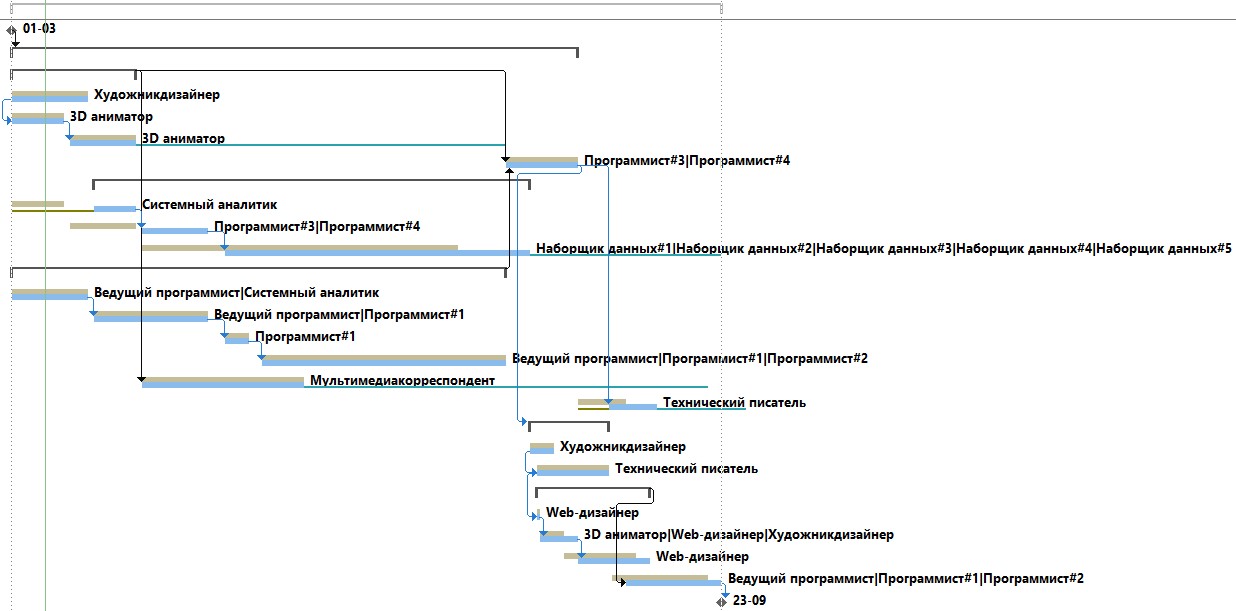 01-03
Художникдизайнер
3D аниматор
3D аниматор
Программист#3|Программист#4
Системный аналитик
Программист#3|Программист#4
Наборщик данных#1|Наборщик данных#2|Наборщик данных#3|Наборщик данных#4|Наборщик данных#5
Ведущий программист|Системный аналитик
Ведущий программист|Программист#1
Программист#1
Ведущий программист|Программист#1|Программист#2
Мультимедиакорреспондент
Технический писатель
Художникдизайнер
Технический писатель
Web-дизайнер
3D аниматор|Web-дизайнер|Художникдизайнер
Web-дизайнер
Ведущий программист|Программист#1|Программист#2
23-09